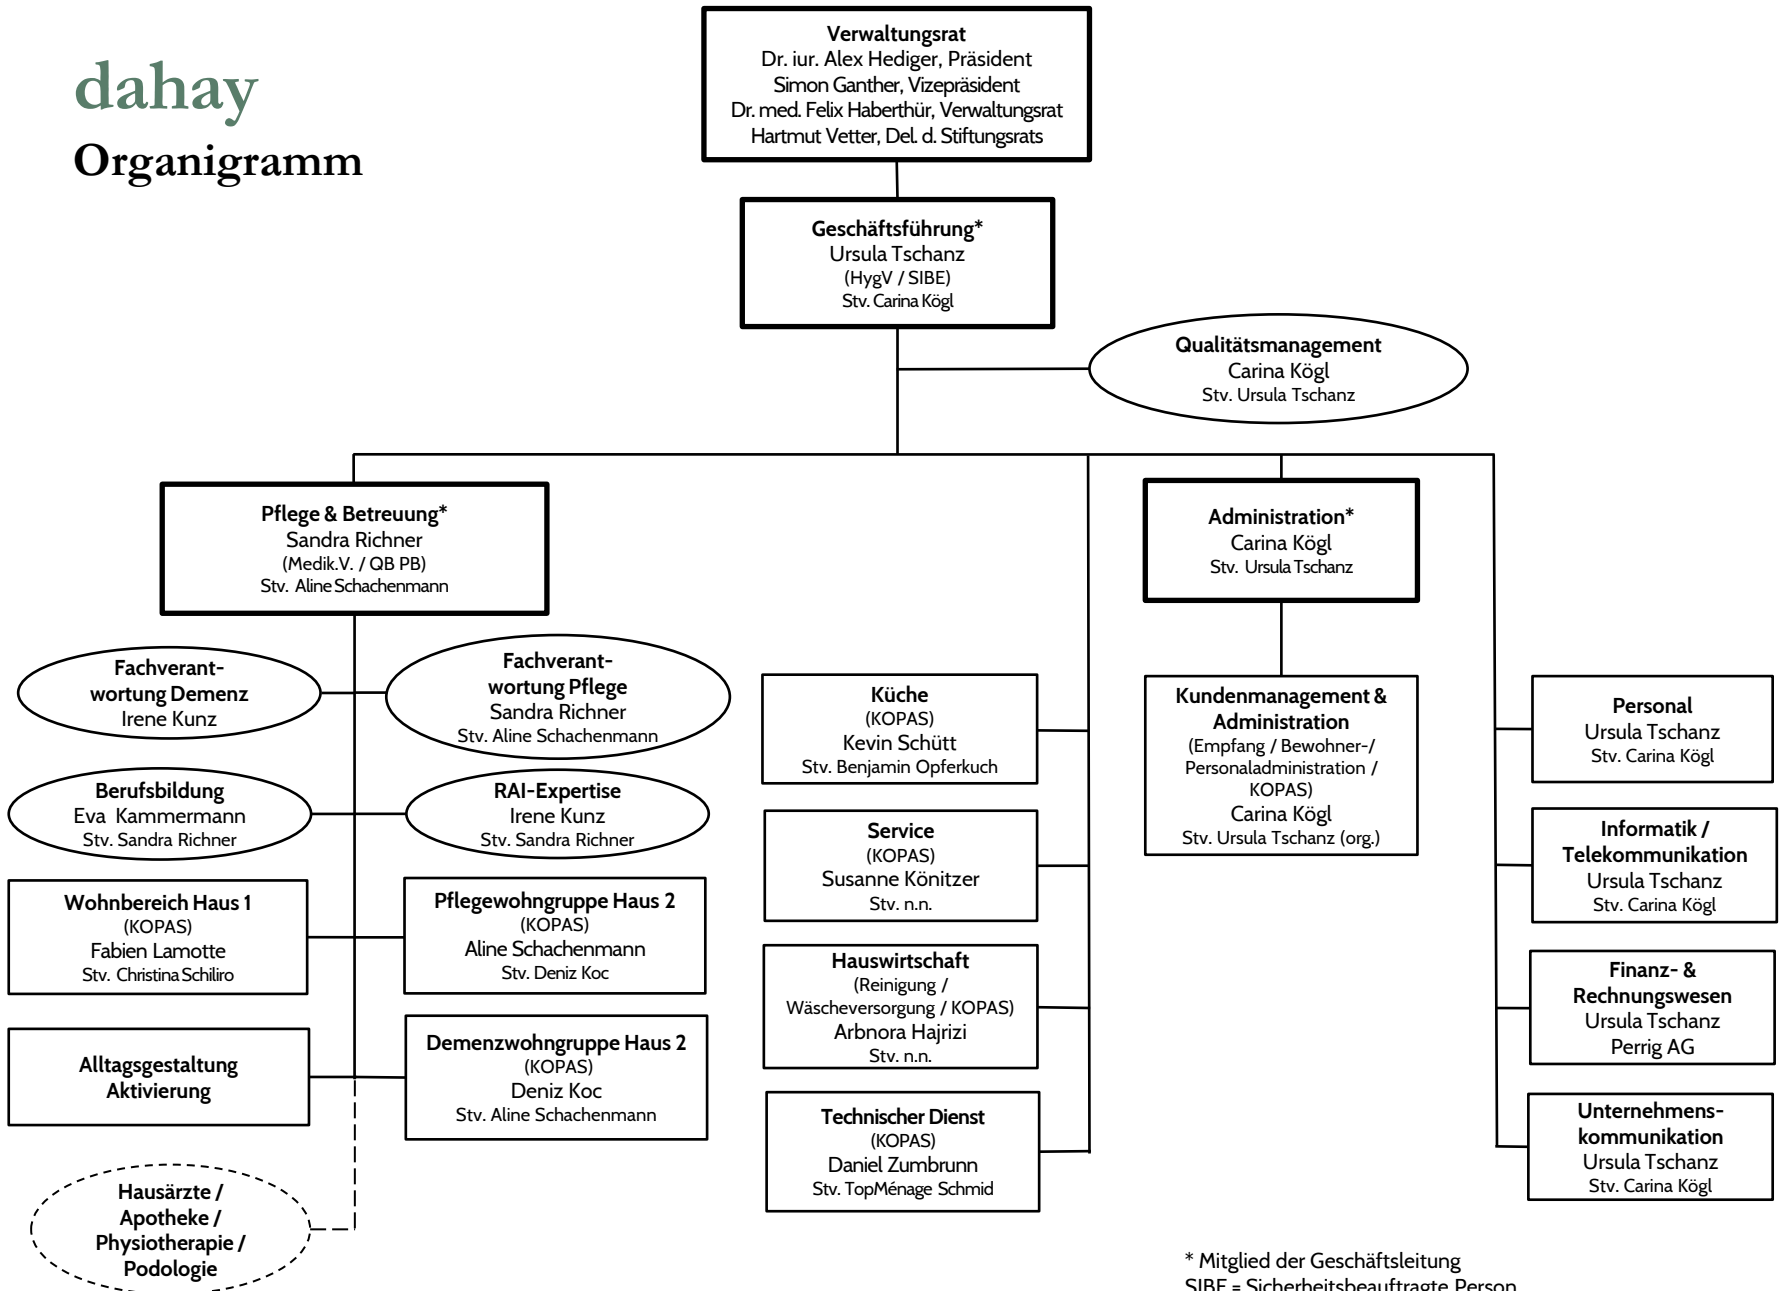 dahay
Organigramm
Verwaltungsrat
Dr. iur. Alex Hediger, Präsident
Simon Ganther, Vizepräsident
Dr. med. Felix Haberthür, Verwaltungsrat
Hartmut Vetter, Del. d. Stiftungsrats
Geschäftsführung*
Ursula Tschanz
(HygV / SIBE)
Stv. Carina Kögl
Qualitätsmanagement
Carina Kögl
Stv. Ursula Tschanz
Pflege & Betreuung*
Sandra Richner
(Medik.V. / QB PB)
Stv. Aline Schachenmann
Administration*
Carina Kögl
Stv. Ursula Tschanz
Fachverant-
wortung Demenz
Irene Kunz
Fachverant-
wortung Pflege
Sandra Richner
Stv. Aline Schachenmann
Berufsbildung
Eva Kammermann
Stv. Sandra Richner
RAI-Expertise
Irene Kunz
Stv. Sandra Richner
Wohnbereich Haus 1
(KOPAS)
Fabien Lamotte
Stv. Christina Schiliro
Pflegewohngruppe Haus 2
(KOPAS)
Aline Schachenmann
Stv. Deniz Koc
Alltagsgestaltung
Aktivierung
Demenzwohngruppe Haus 2
(KOPAS)
Deniz Koc
Stv. Aline Schachenmann
Hausärzte /
Apotheke /
Physiotherapie /
Podologie
Küche
(KOPAS)
Kevin Schütt
Stv. Benjamin Opferkuch
Service
(KOPAS)
Susanne Könitzer
Stv. n.n.
Hauswirtschaft
(Reinigung /
Wäscheversorgung / KOPAS)
Arbnora Hajrizi
Stv. n.n.
Technischer Dienst
(KOPAS)
Daniel Zumbrunn
Stv. TopMénage Schmid
Kundenmanagement &
Administration
(Empfang / Bewohner-/
Personaladministration /
KOPAS)
Carina Kögl
Stv. Ursula Tschanz (org.)
Personal
Ursula Tschanz
Stv. Carina Kögl
Informatik /
Telekommunikation
Ursula Tschanz
Stv. Carina Kögl
Finanz- &
Rechnungswesen
Ursula Tschanz
Perrig AG
Unternehmens-
kommunikation
Ursula Tschanz
Stv. Carina Kögl
* Mitglied der Geschäftsleitung
SIBE = Sicherheitsbeauftragte Person